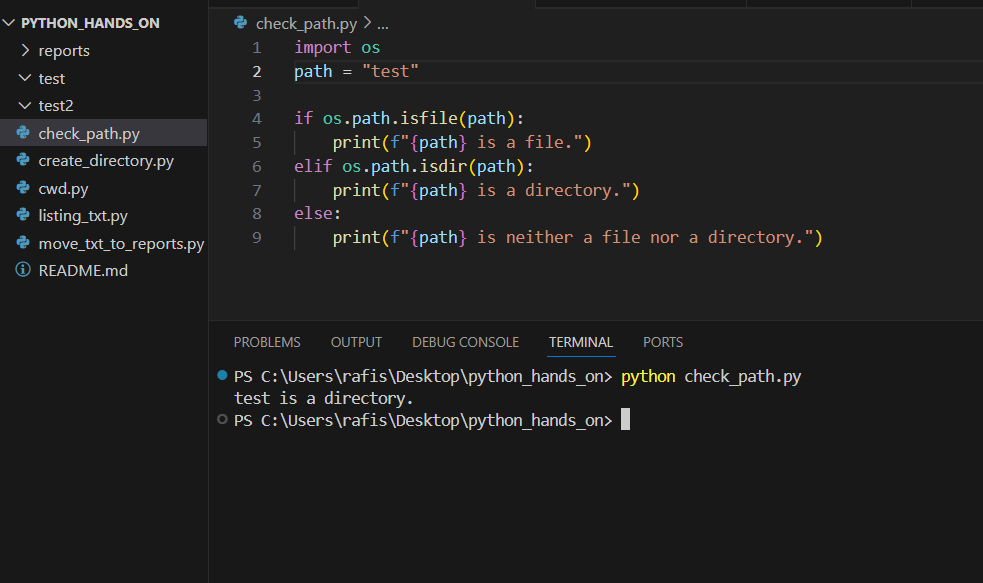 PYTHON_HANDS_ON
reports
test
test2
check_path.py
create_directory.py
cwd.py
listing_txt.py
move_txt_to_reports.py
README.md
check_path.py > ...
1 import os
2 path = "test"
3
4 if os.path.isfile(path):
5     print(f"{path} is a file.")
6 elif os.path.isdir(path):
7     print(f"{path} is a directory.")
8 else:
9     print(f"{path} is neither a file nor a directory.")
PROBLEMS OUTPUT DEBUG CONSOLE TERMINAL PORTS
PS C:\Users\rafis\Desktop\python_hands_on> python check_path.py
test is a directory.
PS C:\Users\rafis\Desktop\python_hands_on>